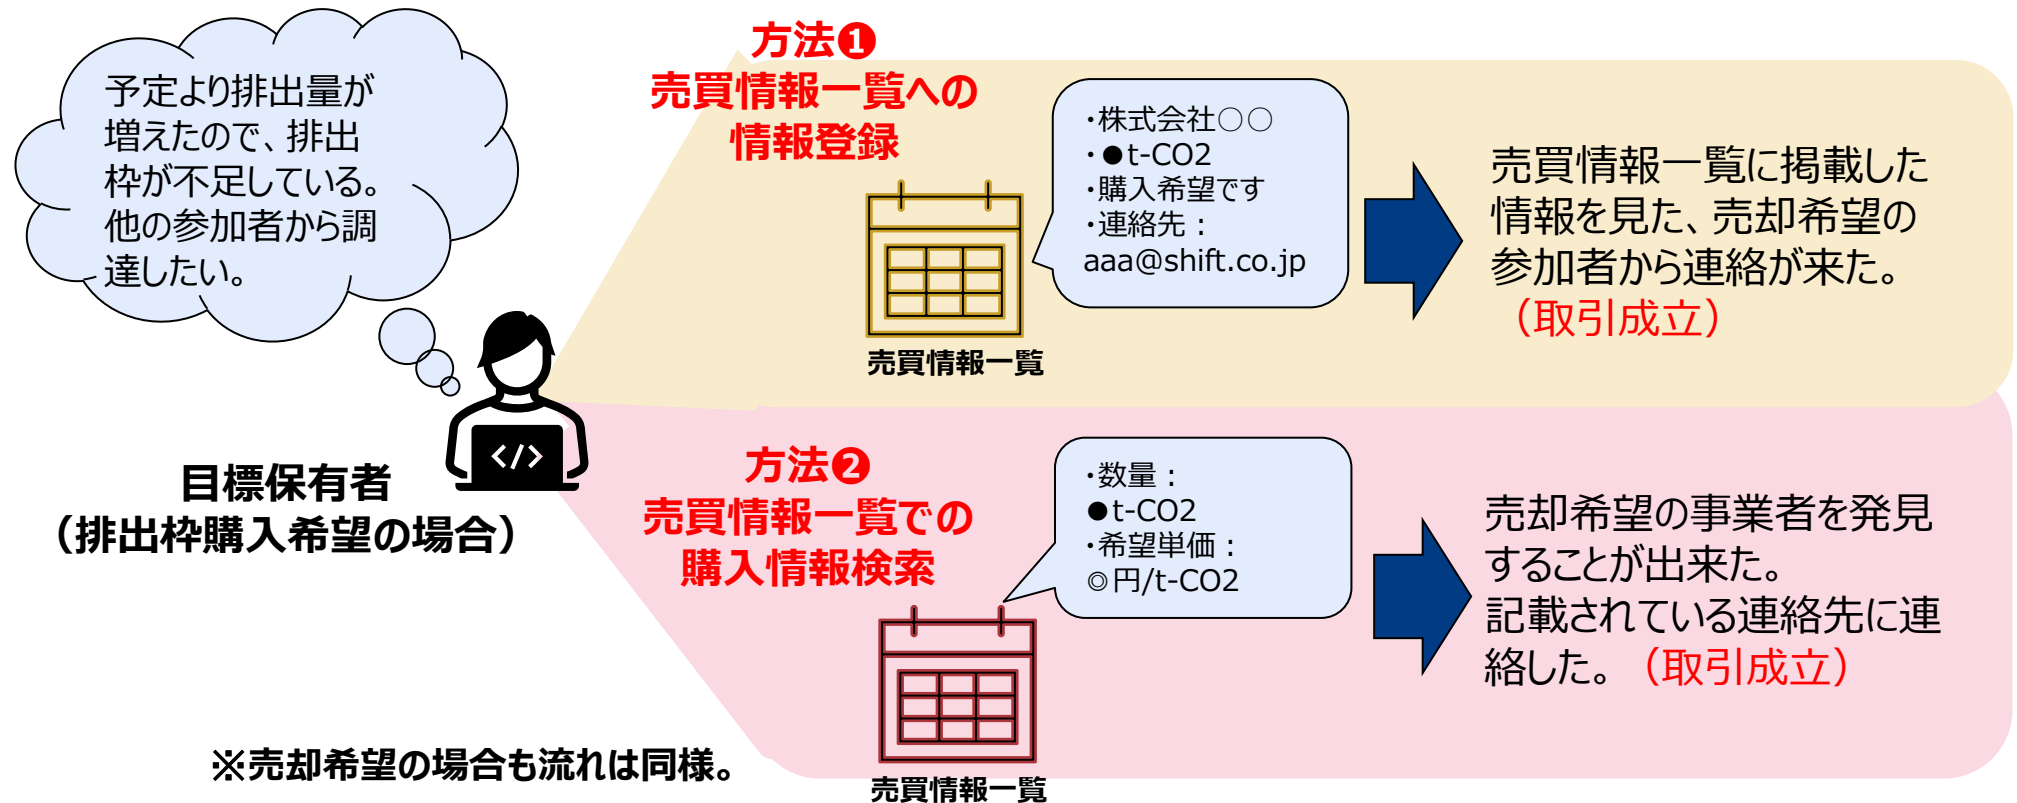 予定より排出量が
増えたので、排出
枠が不足している。
他の参加者から調
達したい。
目標保有者
（排出枠購入希望の場合）
※売却希望の場合も流れは同様。
方法❶
売買情報一覧への
情報登録
売買情報一覧
・株式会社○○
・●t-CO2
・購入希望です
・連絡先：
aaa@shift.co.jp
売買情報一覧に掲載した
情報を見た、売却希望の
参加者から連絡が来た。
（取引成立）
方法❷
売買情報一覧での
購入情報検索
売買情報一覧
・数量：
●t-CO2
・希望単価：
◎円/t-CO2
売却希望の事業者を発見
することが出来た。
記載されている連絡先に連
絡した。（取引成立）